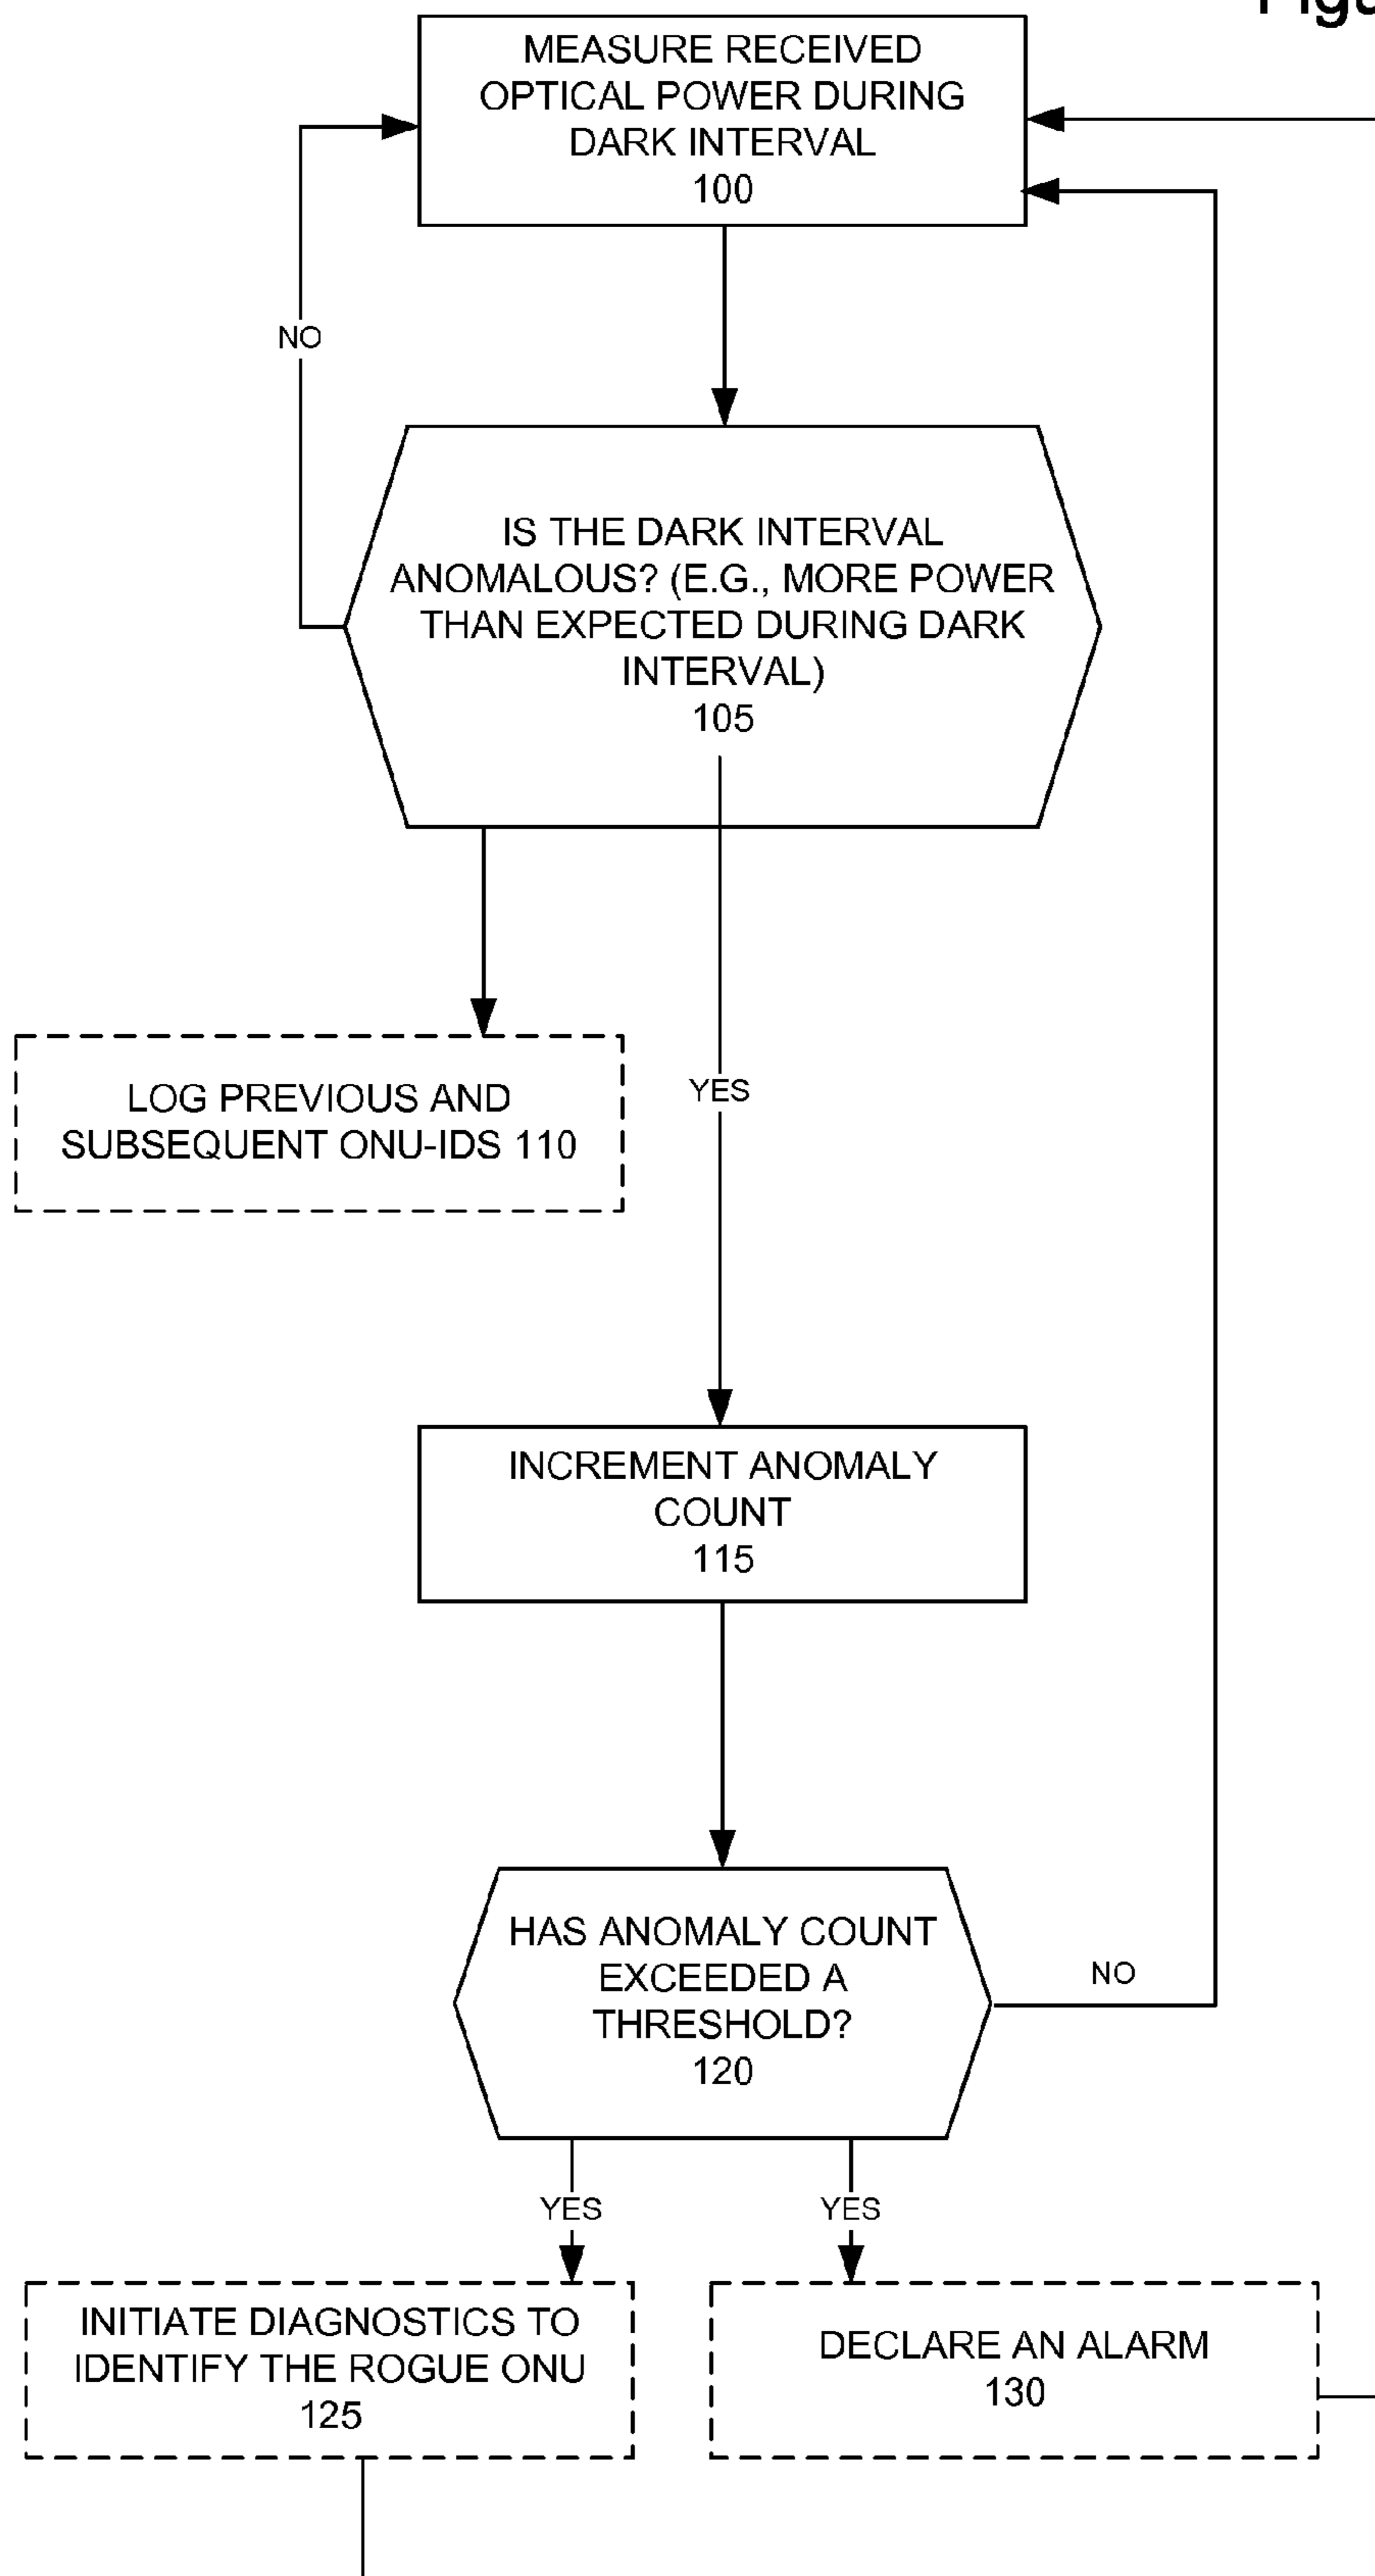 MEASURE RECEIVED
OPTICAL POWER DURING
DARK INTERVAL
100
NO
IS THE DARK INTERVAL
ANOMALOUS? (E.G., MORE POWER
THAN EXPECTED DURING DARK
INTERVAL)
105
LOG PREVIOUS AND
SUBSEQUENT ONU-IDS 110
YES
INCREMENT ANOMALY
COUNT
115
HAS ANOMALY COUNT
EXCEEDED A
THRESHOLD?
120
NO
YES
YES
INITIATE DIAGNOSTICS TO
IDENTIFY THE ROGUE ONU
125
DECLARE AN ALARM
130